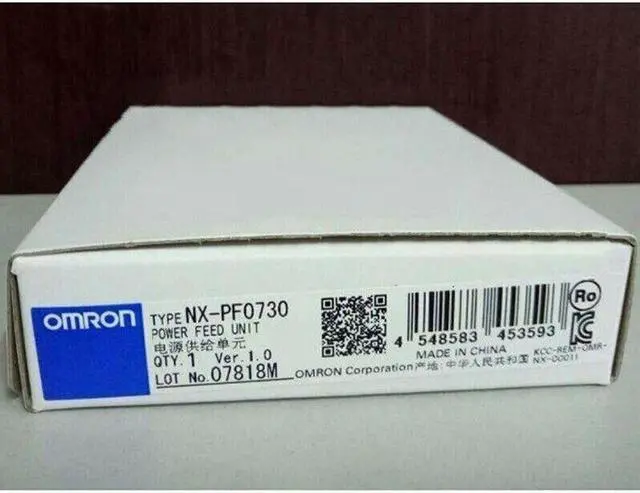 OMRON
TYPE NX-PF0730
POWER FEED UNIT
电源供给单元
QTY. 1 Ver.1.0
LOT No. 07818M
4 548583 453593
MADE IN CHINA
OMRON Corporation 产地: 中华人民共和国
Ro
KCC-REM-OMR-
NX-OC011